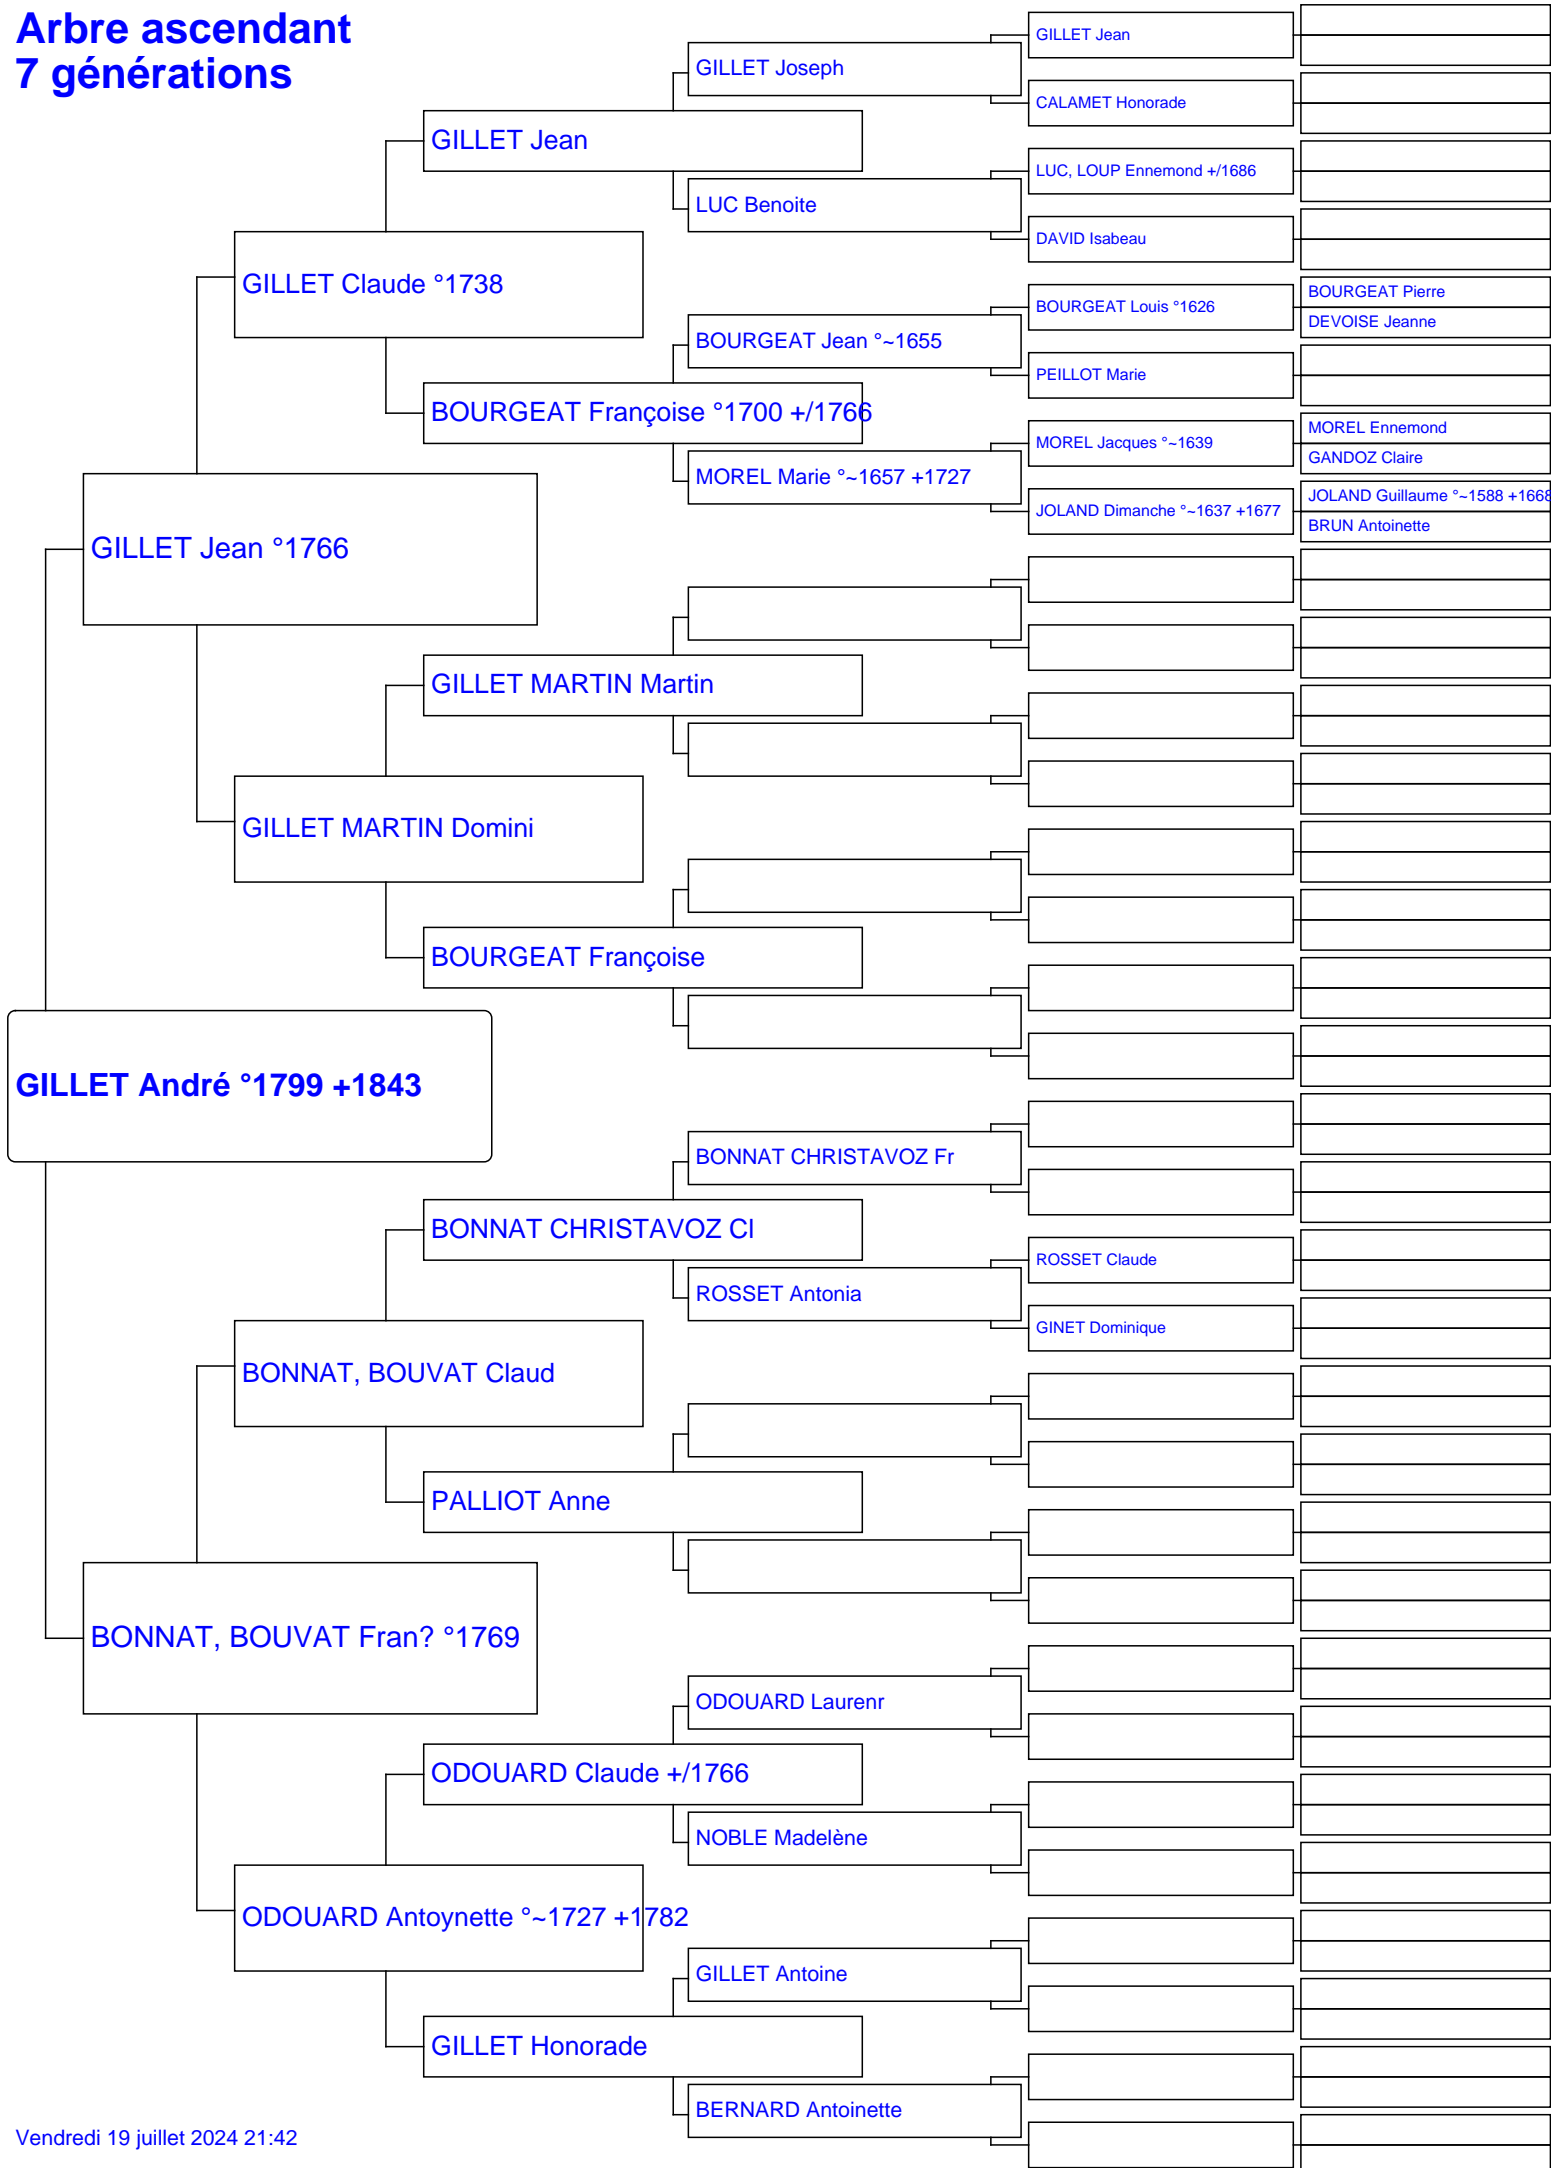 Arbre ascendant
7 générations
GILLET Jean
GILLET Joseph
CALAMET Honorade
GILLET Jean
LUC, LOUP Ennemond +/1686
LUC Benoite
DAVID Isabeau
GILLET Claude °1738
BOURGEAT Pierre
BOURGEAT Louis °1626
DEVOISE Jeanne
BOURGEAT Jean °~1655
PEILLOT Marie
BOURGEAT Françoise °1700 +/1766
MOREL Ennemond
MOREL Jacques °~1639
GANDOZ Claire
MOREL Marie °~1657 +1727
JOLAND Guillaume °~1588 +1668
JOLAND Dimanche °~1637 +1677
BRUN Antoinette
GILLET Jean °1766
GILLET MARTIN Martin
GILLET MARTIN Domini
BOURGEAT Françoise
GILLET André °1799 +1843
BONNAT CHRISTAVOZ Fr
BONNAT CHRISTAVOZ Cl
ROSSET Claude
ROSSET Antonia
GINET Dominique
BONNAT, BOUVAT Claud
PALLIOT Anne
BONNAT, BOUVAT Fran? °1769
ODOUARD Laurenr
ODOUARD Claude +/1766
NOBLE Madelène
ODOUARD Antoynette °~1727 +1782
GILLET Antoine
GILLET Honorade
BERNARD Antoinette
Vendredi 19 juillet 2024 21:42